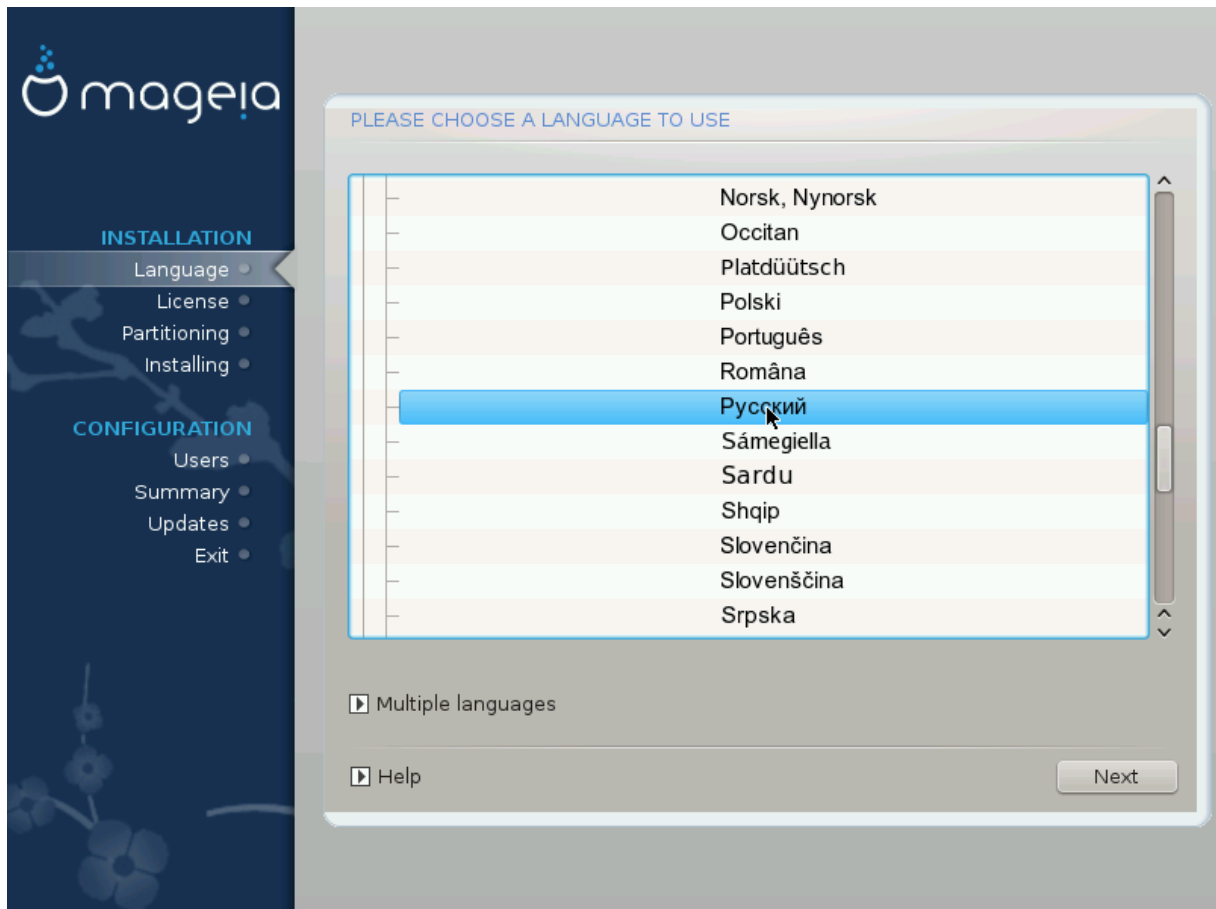 mageia
INSTALLATION
Language
License
Partitioning
Installing
CONFIGURATION
Users
Summary
Updates
Exit
PLEASE CHOOSE A LANGUAGE TO USE
Norsk, Nynorsk
Occitan
Platdüütsch
Polski
Português
Româna
Русский
Sámegiella
Sardu
Shqip
Slovenčina
Slovenščina
Srpska
Multiple languages
Help
Next